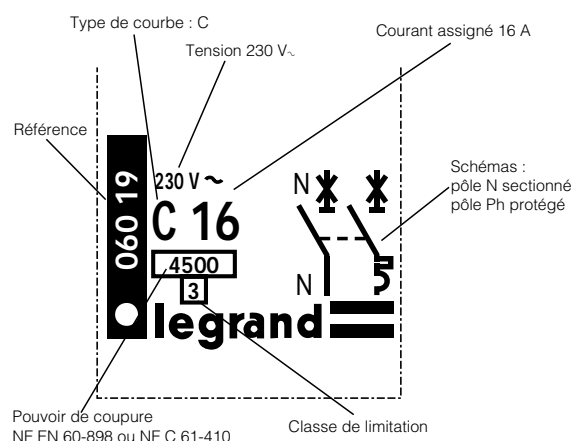 Type de courbe : C
Tension 230 V~
Courant assigné 16 A
Référence
060 19
230 V ~
C 16
4500
3
legrand
N
N
Schémas :
pôle N sectionné
pôle Ph protégé
Pouvoir de coupure
NF EN 60-898 ou NF C 61-410
Classe de limitation